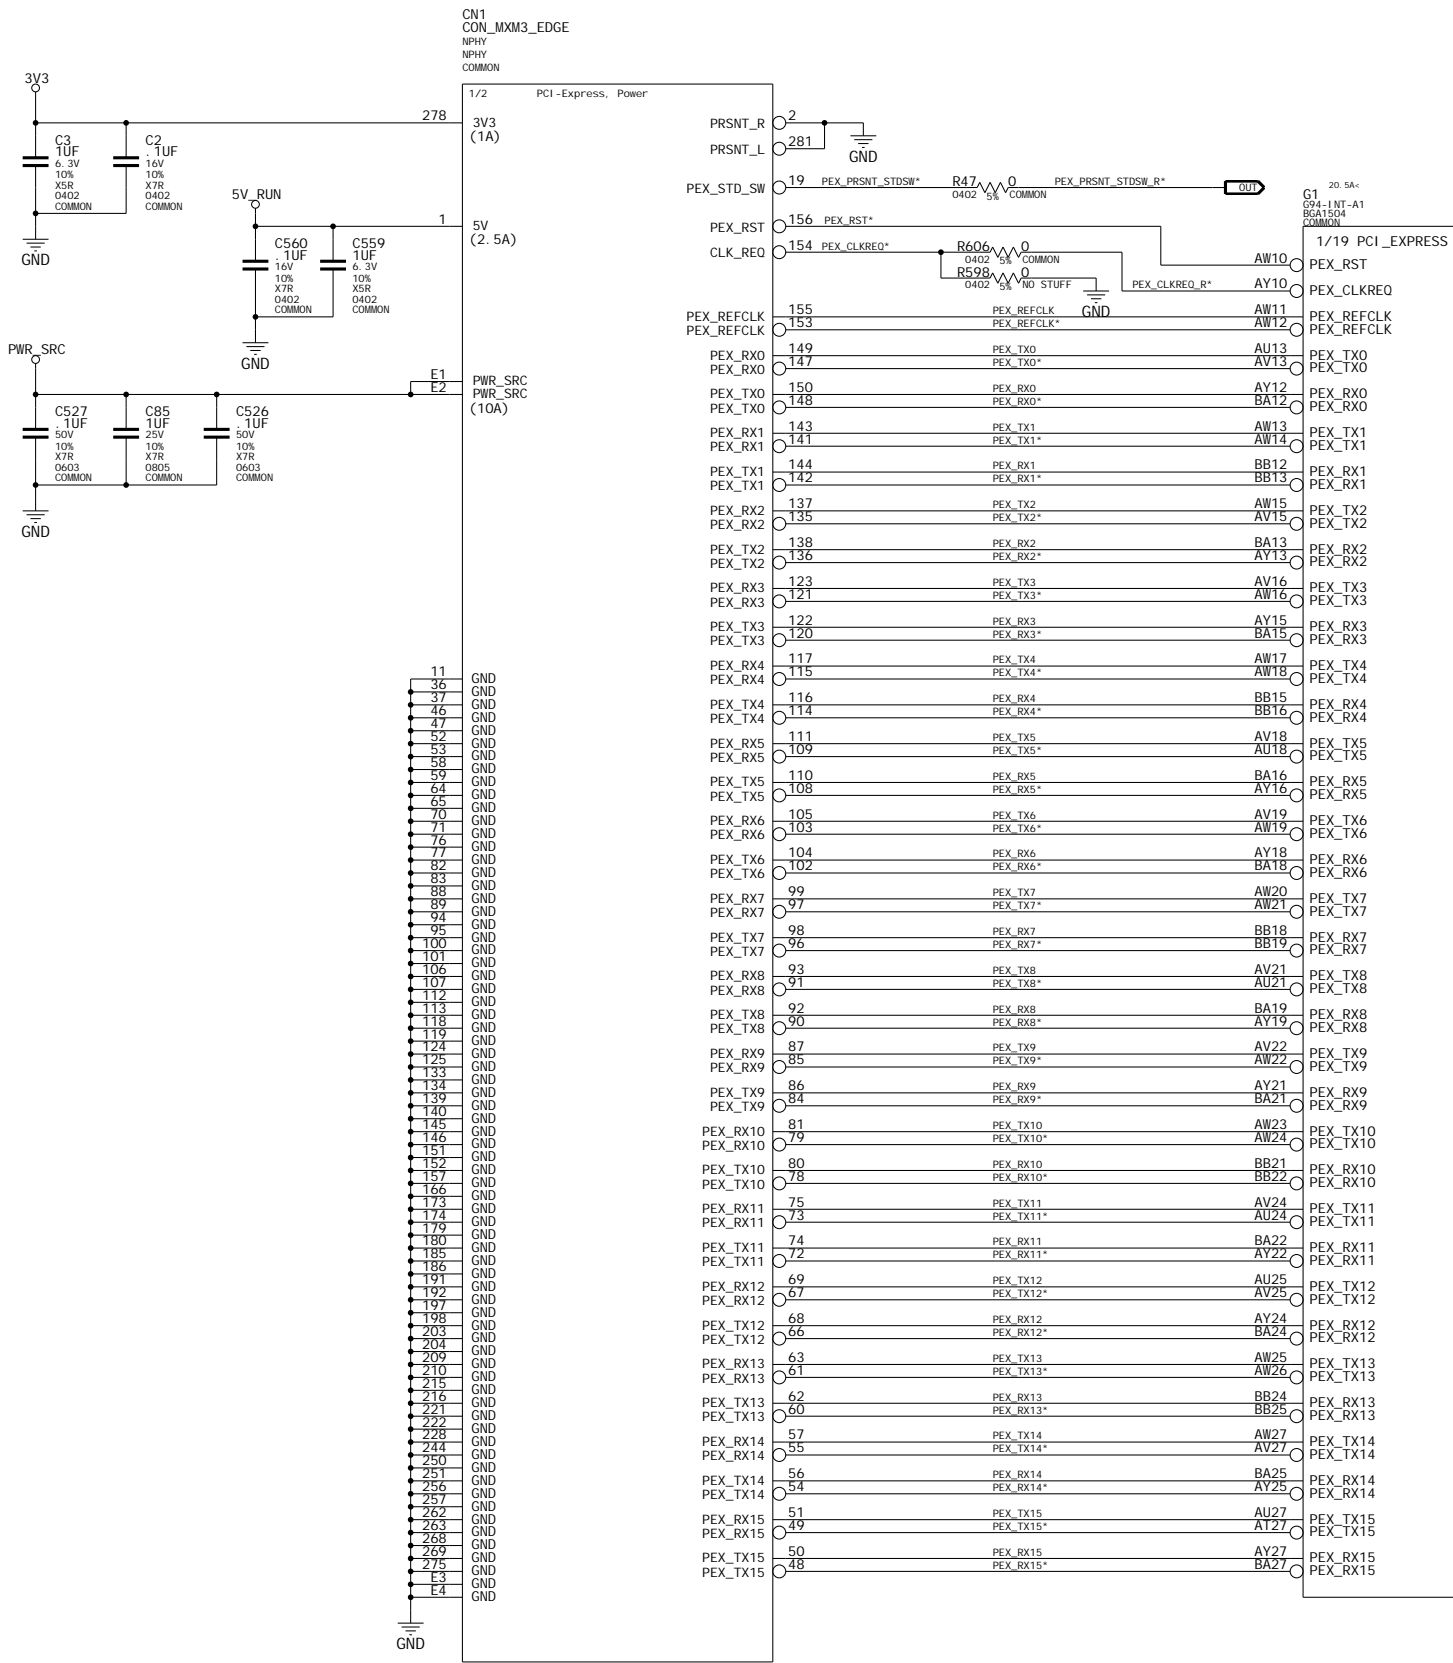 CN1
CON_MXM3_EDGE
NPHY
NPHY
COMMON
3V3
C3
1UF
6.3V
10%
X5R
0402
COMMON
C2
.1UF
16V
10%
X7R
0402
COMMON
GND
5V_RUN
C560
.1UF
16V
10%
X7R
0402
COMMON
C559
1UF
6.3V
10%
X5R
0402
COMMON
GND
PWR_SRC
C527
.1UF
50V
10%
X7R
0603
COMMON
C85
1UF
25V
10%
X7R
0805
COMMON
C526
.1UF
50V
10%
X7R
0603
COMMON
GND
1/2 PCI-Express, Power
278 3V3
(1A)
1 5V
(2.5A)
E1 PWR_SRC
E2 PWR_SRC
(10A)
11 GND
36 GND
37 GND
46 GND
47 GND
52 GND
53 GND
58 GND
59 GND
64 GND
65 GND
70 GND
71 GND
76 GND
77 GND
82 GND
83 GND
88 GND
89 GND
94 GND
95 GND
100 GND
101 GND
106 GND
107 GND
112 GND
113 GND
118 GND
119 GND
124 GND
125 GND
133 GND
134 GND
139 GND
140 GND
145 GND
146 GND
151 GND
152 GND
157 GND
166 GND
173 GND
174 GND
179 GND
180 GND
185 GND
186 GND
191 GND
192 GND
197 GND
198 GND
203 GND
204 GND
209 GND
210 GND
215 GND
216 GND
221 GND
222 GND
228 GND
244 GND
250 GND
251 GND
256 GND
257 GND
262 GND
263 GND
268 GND
269 GND
275 GND
E3 GND
E4 GND
GND
PRSNT_R 2
PRSNT_L 281
GND
PEX_STD_SW 19 PEX_PRSNT_STDSW* R47 0 PEX_PRSNT_STDSW_R* OUT
0402 5% COMMON
20.5A<
G1
G94-INT-A1
BGA1504
COMMON
1/19 PCI_EXPRESS
PEX_RST 156 PEX_RST* AW10 PEX_RST
CLK_REQ 154 PEX_CLKREQ* R606 0
0402 5% COMMON
R598 0
0402 5% NO STUFF
GND
PEX_CLKREQ_R* AY10 PEX_CLKREQ
PEX_REFCLK 155 PEX_REFCLK AW11 PEX_REFCLK
PEX_REFCLK 153 PEX_REFCLK* AW12 PEX_REFCLK
PEX_RX0 149 PEX_TX0 AU13 PEX_TX0
PEX_RX0 147 PEX_TX0* AV13 PEX_TX0
PEX_TX0 150 PEX_RX0 AY12 PEX_RX0
PEX_TX0 148 PEX_RX0* BA12 PEX_RX0
PEX_RX1 143 PEX_TX1 AW13 PEX_TX1
PEX_RX1 141 PEX_TX1* AW14 PEX_TX1
PEX_TX1 144 PEX_RX1 BB12 PEX_RX1
PEX_TX1 142 PEX_RX1* BB13 PEX_RX1
PEX_RX2 137 PEX_TX2 AW15 PEX_TX2
PEX_RX2 135 PEX_TX2* AV15 PEX_TX2
PEX_TX2 138 PEX_RX2 BA13 PEX_RX2
PEX_TX2 136 PEX_RX2* AY13 PEX_RX2
PEX_RX3 123 PEX_TX3 AV16 PEX_TX3
PEX_RX3 121 PEX_TX3* AW16 PEX_TX3
PEX_TX3 122 PEX_RX3 AY15 PEX_RX3
PEX_TX3 120 PEX_RX3* BA15 PEX_RX3
PEX_RX4 117 PEX_TX4 AW17 PEX_TX4
PEX_RX4 115 PEX_TX4* AW18 PEX_TX4
PEX_TX4 116 PEX_RX4 BB15 PEX_RX4
PEX_TX4 114 PEX_RX4* BB16 PEX_RX4
PEX_RX5 111 PEX_TX5 AV18 PEX_TX5
PEX_RX5 109 PEX_TX5* AU18 PEX_TX5
PEX_TX5 110 PEX_RX5 BA16 PEX_RX5
PEX_TX5 108 PEX_RX5* AY16 PEX_RX5
PEX_RX6 105 PEX_TX6 AV19 PEX_TX6
PEX_RX6 103 PEX_TX6* AW19 PEX_TX6
PEX_TX6 104 PEX_RX6 AY18 PEX_RX6
PEX_TX6 102 PEX_RX6* BA18 PEX_RX6
PEX_RX7 99 PEX_TX7 AW20 PEX_TX7
PEX_RX7 97 PEX_TX7* AW21 PEX_TX7
PEX_TX7 98 PEX_RX7 BB18 PEX_RX7
PEX_TX7 96 PEX_RX7* BB19 PEX_RX7
PEX_RX8 93 PEX_TX8 AV21 PEX_TX8
PEX_RX8 91 PEX_TX8* AU21 PEX_TX8
PEX_TX8 92 PEX_RX8 BA19 PEX_RX8
PEX_TX8 90 PEX_RX8* AY19 PEX_RX8
PEX_RX9 87 PEX_TX9 AV22 PEX_TX9
PEX_RX9 85 PEX_TX9* AW22 PEX_TX9
PEX_TX9 86 PEX_RX9 AY21 PEX_RX9
PEX_TX9 84 PEX_RX9* BA21 PEX_RX9
PEX_RX10 81 PEX_TX10 AW23 PEX_TX10
PEX_RX10 79 PEX_TX10* AW24 PEX_TX10
PEX_TX10 80 PEX_RX10 BB21 PEX_RX10
PEX_TX10 78 PEX_RX10* BB22 PEX_RX10
PEX_RX11 75 PEX_TX11 AV24 PEX_TX11
PEX_RX11 73 PEX_TX11* AU24 PEX_TX11
PEX_TX11 74 PEX_RX11 BA22 PEX_RX11
PEX_TX11 72 PEX_RX11* AY22 PEX_RX11
PEX_RX12 69 PEX_TX12 AU25 PEX_TX12
PEX_RX12 67 PEX_TX12* AV25 PEX_TX12
PEX_TX12 68 PEX_RX12 AY24 PEX_RX12
PEX_TX12 66 PEX_RX12* BA24 PEX_RX12
PEX_RX13 63 PEX_TX13 AW25 PEX_TX13
PEX_RX13 61 PEX_TX13* AW26 PEX_TX13
PEX_TX13 62 PEX_RX13 BB24 PEX_RX13
PEX_TX13 60 PEX_RX13* BB25 PEX_RX13
PEX_RX14 57 PEX_TX14 AW27 PEX_TX14
PEX_RX14 55 PEX_TX14* AV27 PEX_TX14
PEX_TX14 56 PEX_RX14 BA25 PEX_RX14
PEX_TX14 54 PEX_RX14* AY25 PEX_RX14
PEX_RX15 51 PEX_TX15 AU27 PEX_TX15
PEX_RX15 49 PEX_TX15* AT27 PEX_TX15
PEX_TX15 50 PEX_RX15 AY27 PEX_RX15
PEX_TX15 48 PEX_RX15* BA27 PEX_RX15